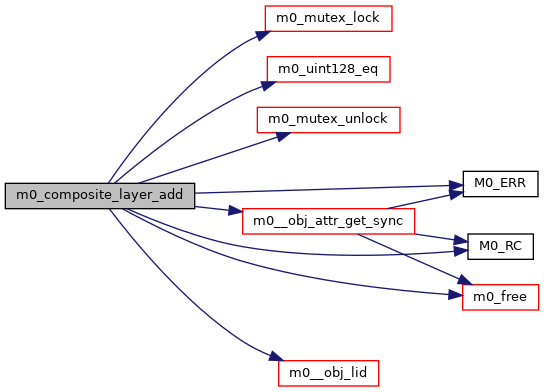 m0_mutex_lock
m0_uint128_eq
m0_mutex_unlock
m0_composite_layer_add
M0_ERR
m0__obj_attr_get_sync
M0_RC
m0_free
m0__obj_lid